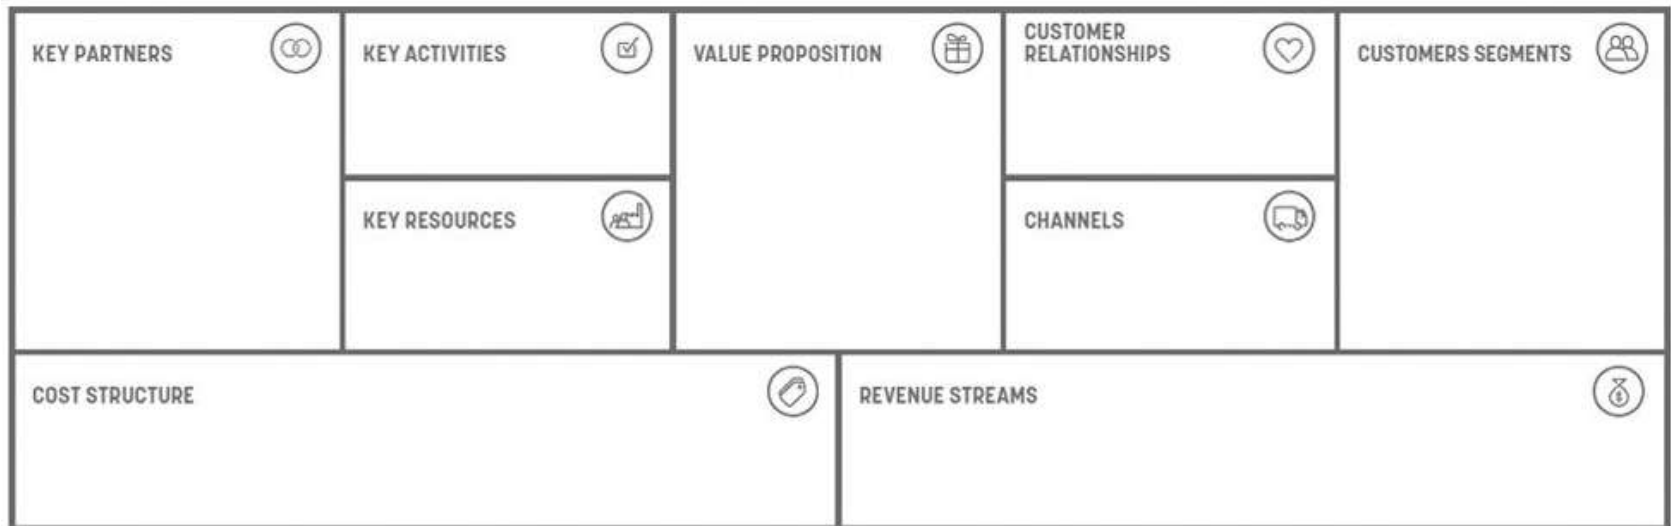 KEY PARTNERS
KEY ACTIVITIES
VALUE PROPOSITION
CUSTOMER
RELATIONSHIPS
CUSTOMERS SEGMENTS
KEY RESOURCES
CHANNELS
COST STRUCTURE
REVENUE STREAMS